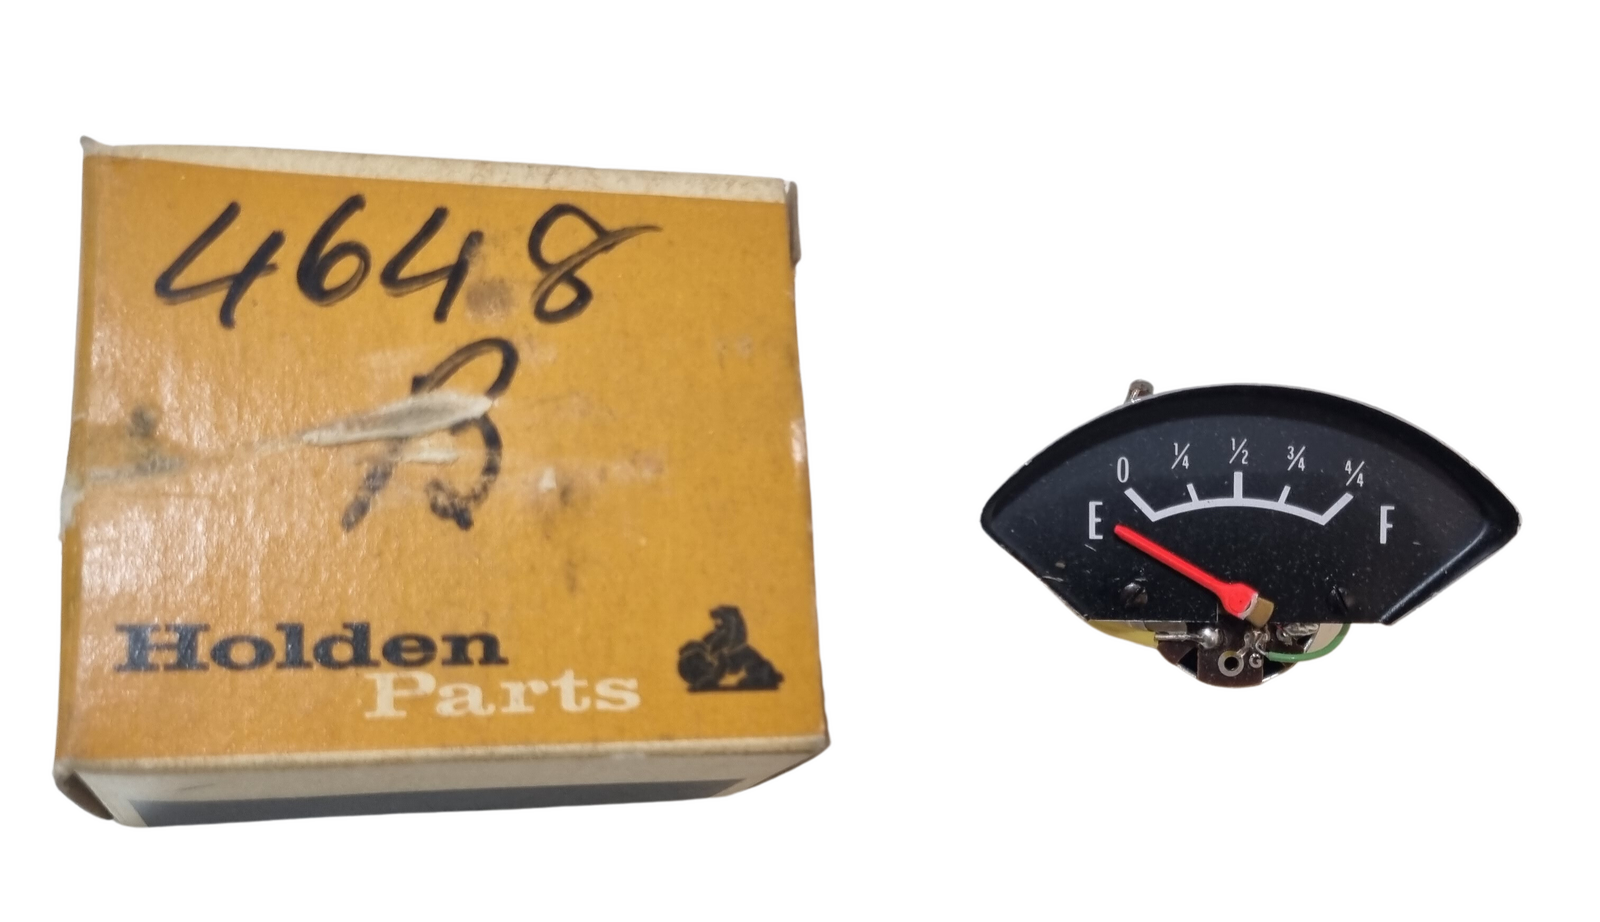 4648
B
Holden
Parts
0 1/4 1/2 3/4 4/4
E F
G